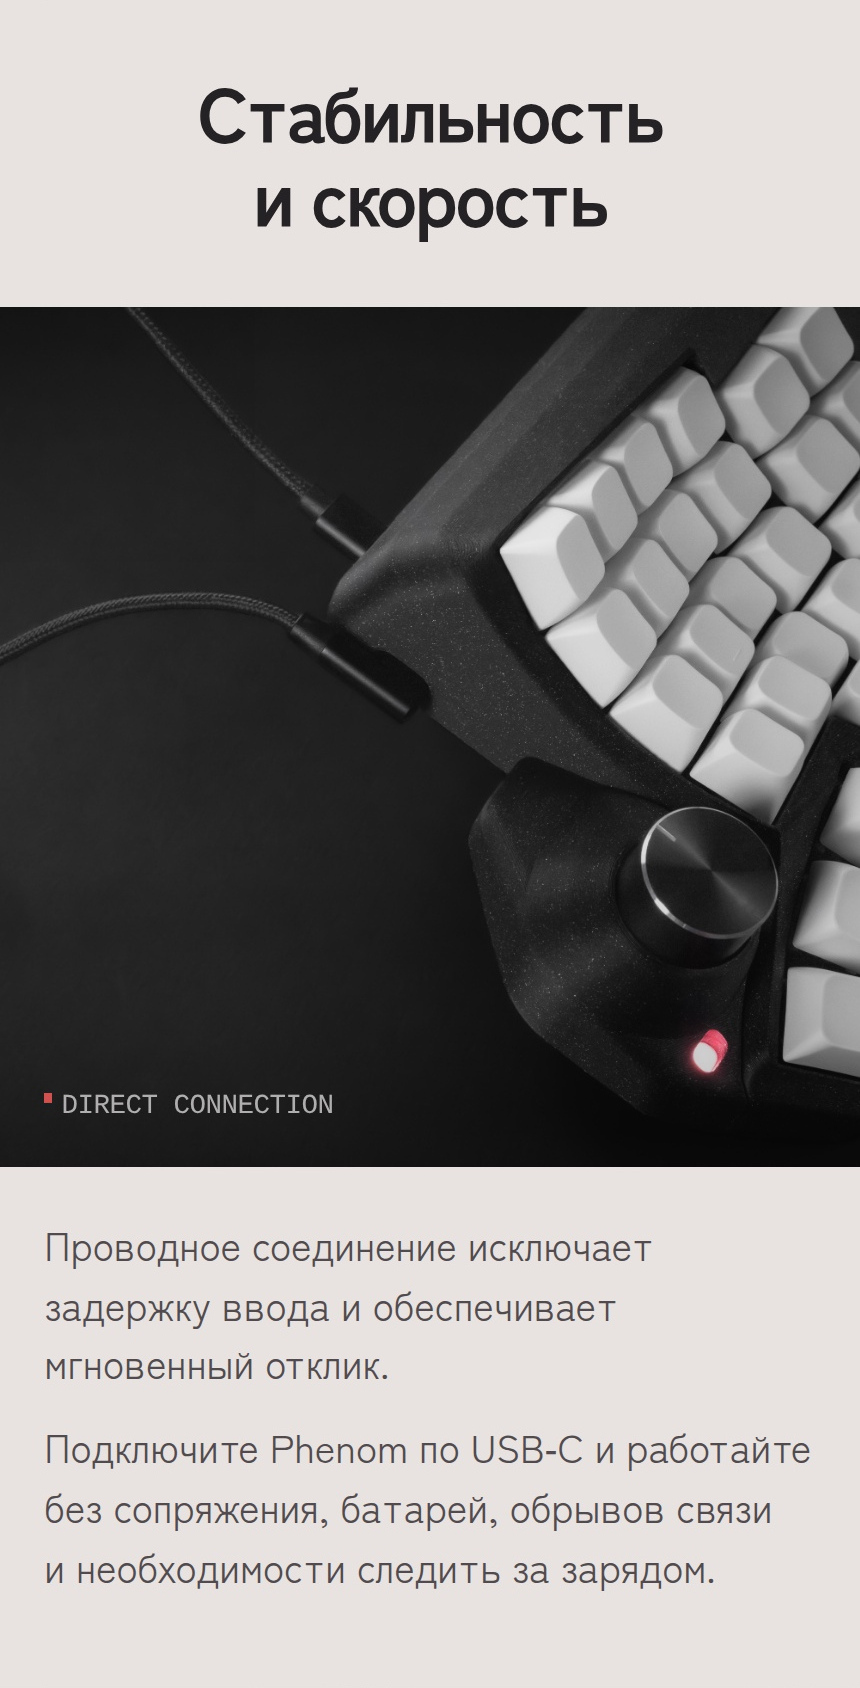 Стабильность
и скорость
DIRECT CONNECTION
Проводное соединение исключает
задержку ввода и обеспечивает
мгновенный отклик.
Подключите Phenom по USB-C и работайте
без сопряжения, батарей, обрывов связи
и необходимости следить за зарядом.